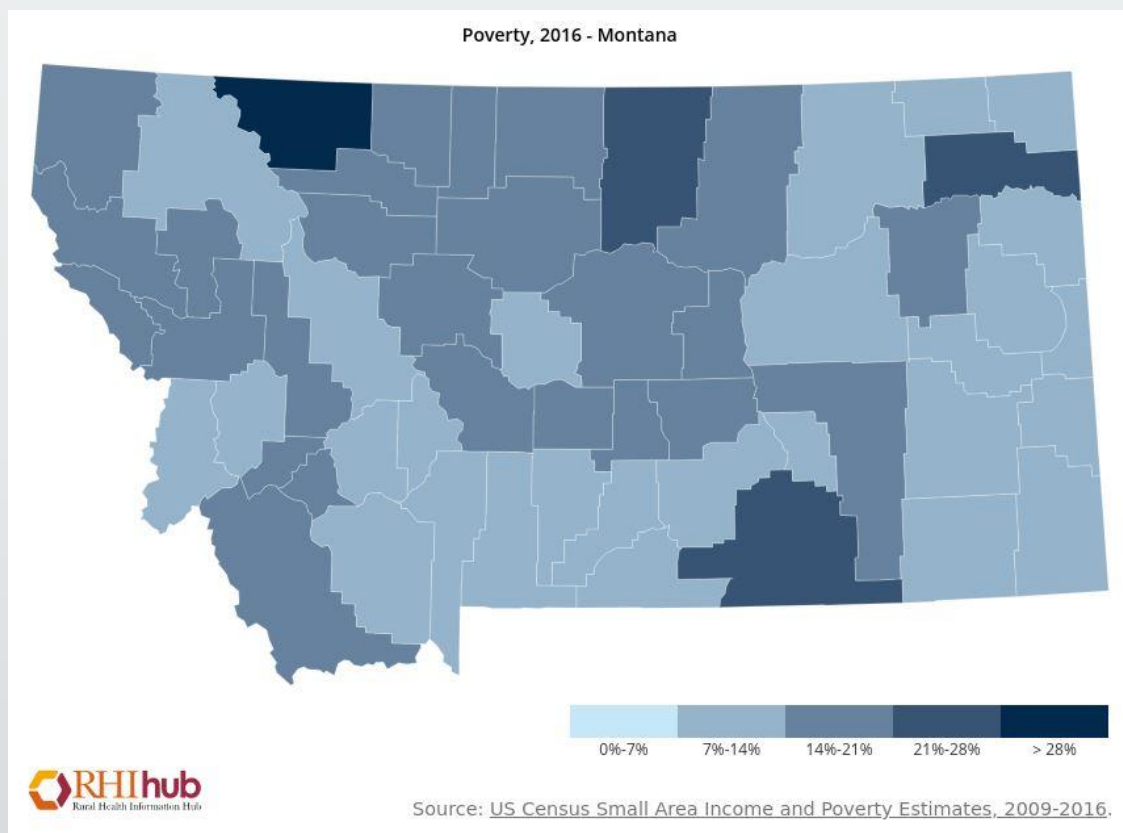 Poverty, 2016 - Montana
0%-7%
7%-14%
14%-21%
21%-28%
> 28%
RHIhub
Rural Health Information Hub
Source: US Census Small Area Income and Poverty Estimates, 2009-2016.